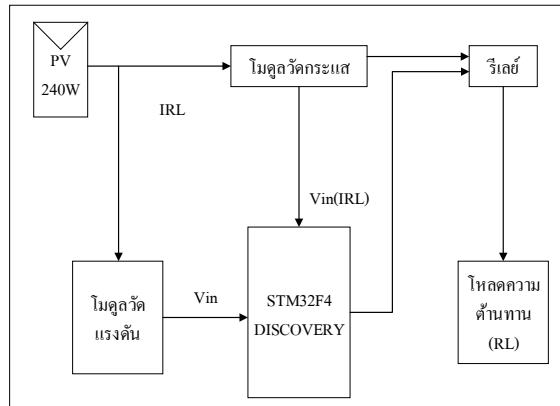 PV
240W
โมดูลวัดกระแส
รีเลย์
IRL
Vin(IRL)
โมดูลวัด
แรงดัน
Vin
STM32F4
DISCOVERY
โหลดความ
ต้านทาน
(RL)